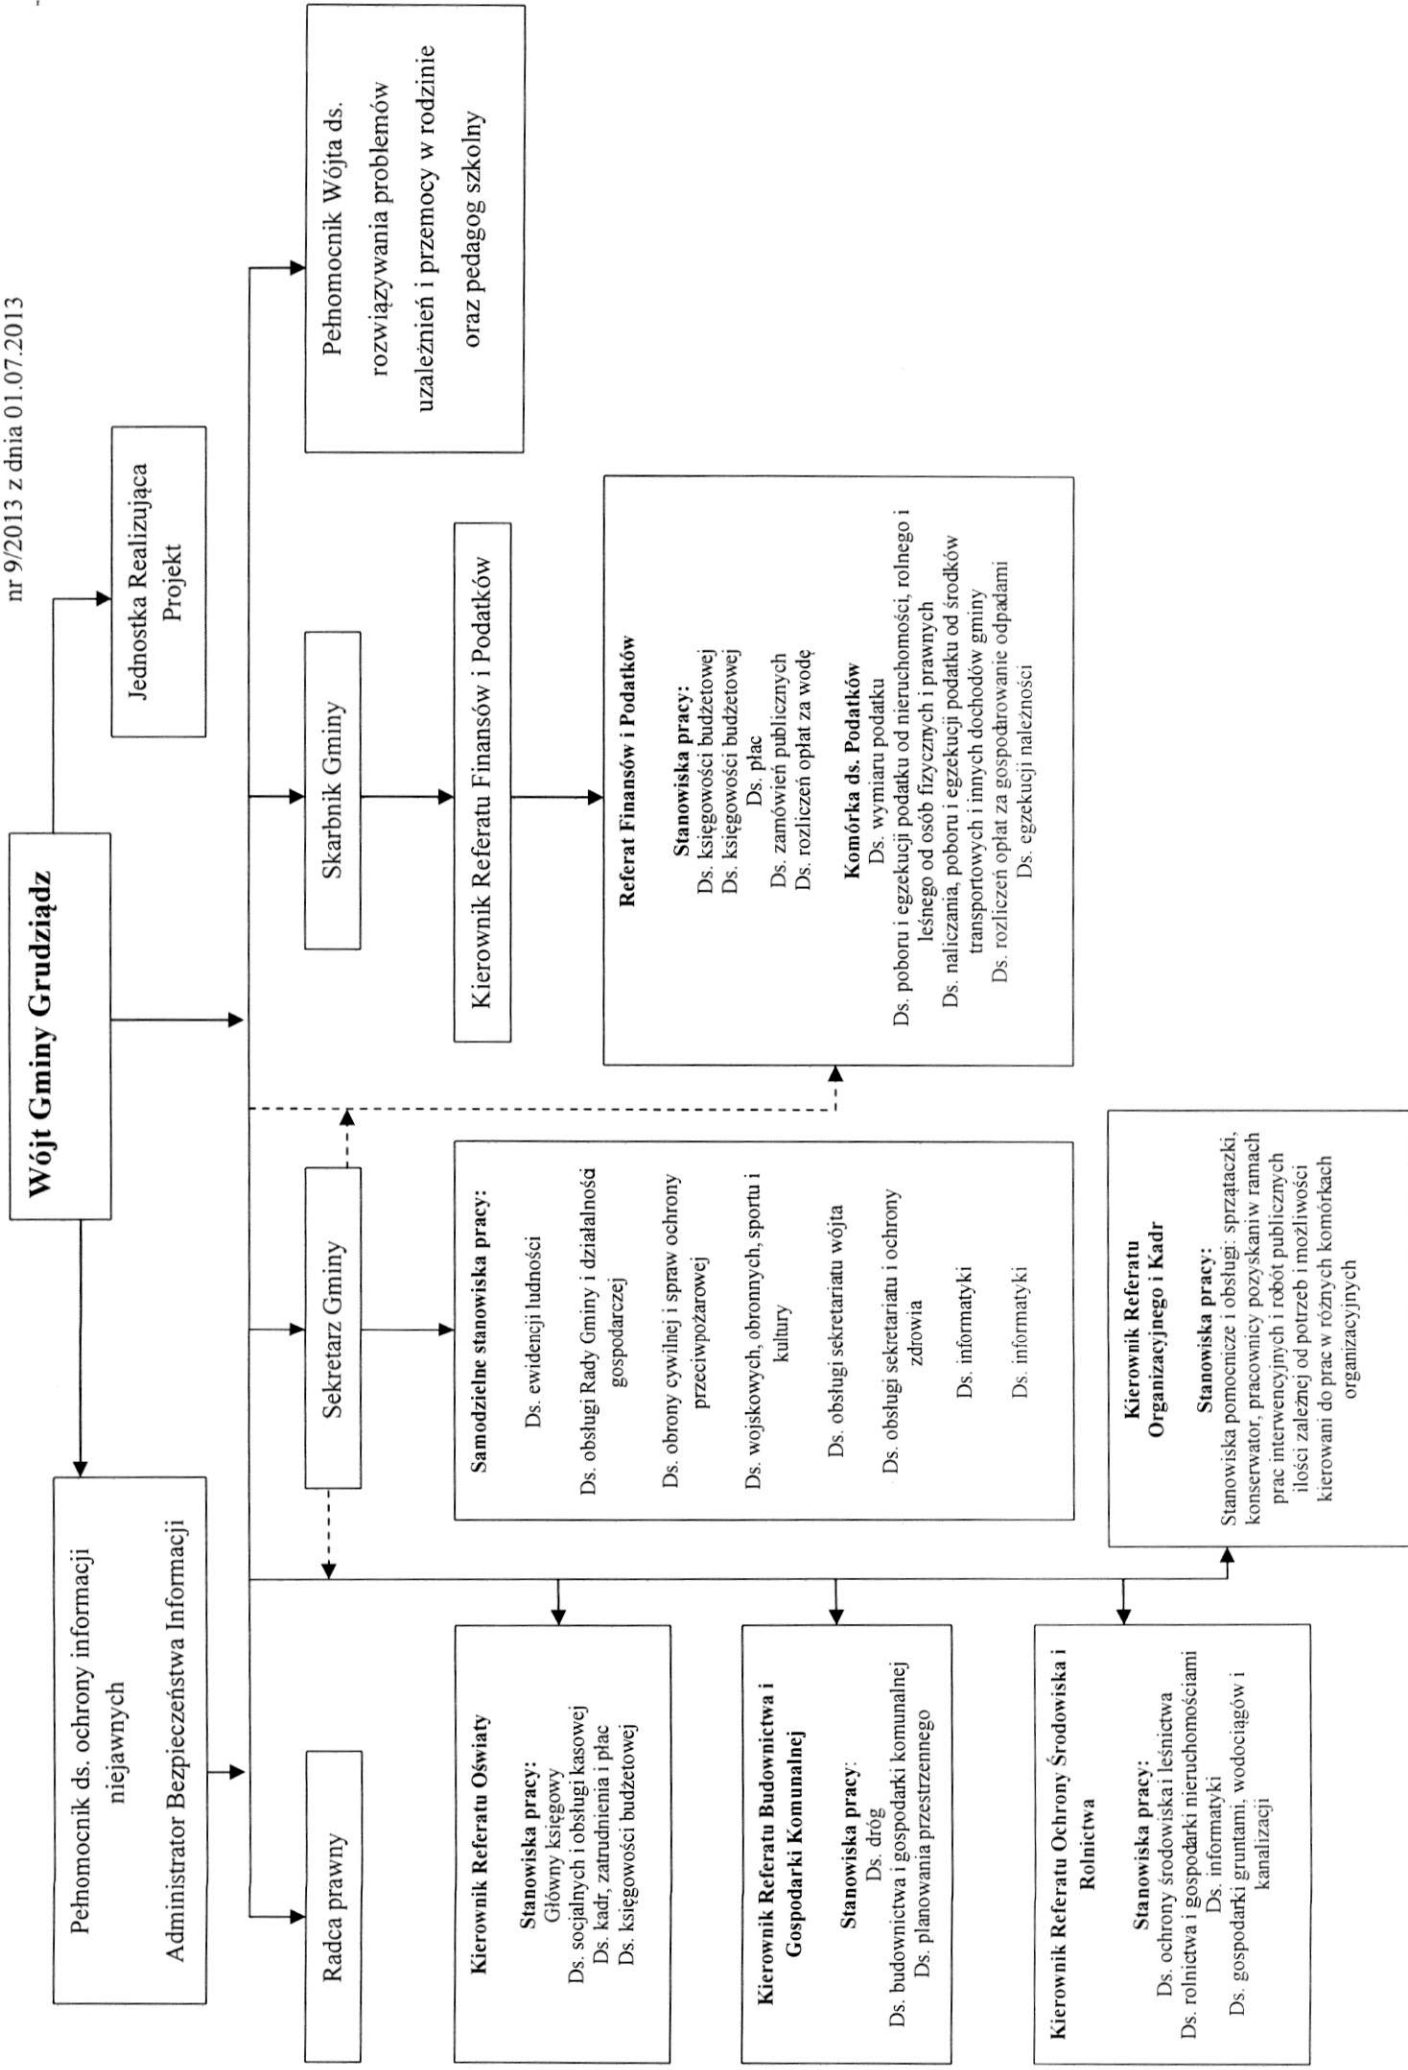 nr 9/2013 z dnia 01.07.2013
Wójt Gminy Grudziądz
Pełnomocnik ds. ochrony informacji
niejawnych
Administrator Bezpieczeństwa Informacji
Jednostka Realizująca
Projekt
Radca prawny
Sekretarz Gminy
Skarbnik Gminy
Pełnomocnik Wójta ds.
rozwiązywania problemów
uzależnień i przemocy w rodzinie
oraz pedagog szkolny
Kierownik Referatu Oświaty
Stanowiska pracy:
Główny księgowy
Ds. socjalnych i obsługi kasowej
Ds. kadr, zatrudnienia i płac
Ds. księgowości budżetowej
Samodzielne stanowiska pracy:
Ds. ewidencji ludności
Ds. obsługi Rady Gminy i działalności
gospodarczej
Ds. obrony cywilnej i spraw ochrony
przeciwpożarowej
Ds. wojskowych, obronnych, sportu i
kultury
Ds. obsługi sekretariatu wójta
Ds. obsługi sekretariatu i ochrony
zdrowia
Ds. informatyki
Ds. informatyki
Kierownik Referatu Finansów i Podatków
Referat Finansów i Podatków
Stanowiska pracy:
Ds. księgowości budżetowej
Ds. księgowości budżetowej
Ds. płac
Ds. zamówień publicznych
Ds. rozliczeń opłat za wodę
Komórka ds. Podatków
Ds. wymiaru podatku
Ds. poboru i egzekucji podatku od nieruchomości, rolnego i
leśnego od osób fizycznych i prawnych
Ds. naliczania, poboru i egzekucji podatku od środków
transportowych i innych dochodów gminy
Ds. rozliczeń opłat za gospodarowanie odpadami
Ds. egzekucji należności
Kierownik Referatu Budownictwa i
Gospodarki Komunalnej
Stanowiska pracy:
Ds. dróg
Ds. budownictwa i gospodarki komunalnej
Ds. planowania przestrzennego
Kierownik Referatu Ochrony Środowiska i
Rolnictwa
Stanowiska pracy:
Ds. ochrony środowiska i leśnictwa
Ds. rolnictwa i gospodarki nieruchomościami
Ds. informatyki
Ds. gospodarki gruntami, wodociągów i
kanalizacji
Kierownik Referatu
Organizacyjnego i Kadr
Stanowiska pracy:
Stanowiska pomocnicze i obsługi: sprzątaczki,
konserwator, pracownicy pozyskani w ramach
prac interwencyjnych i robót publicznych
ilości zależnej od potrzeb i możliwości
kierowani do prac w różnych komórkach
organizacyjnych